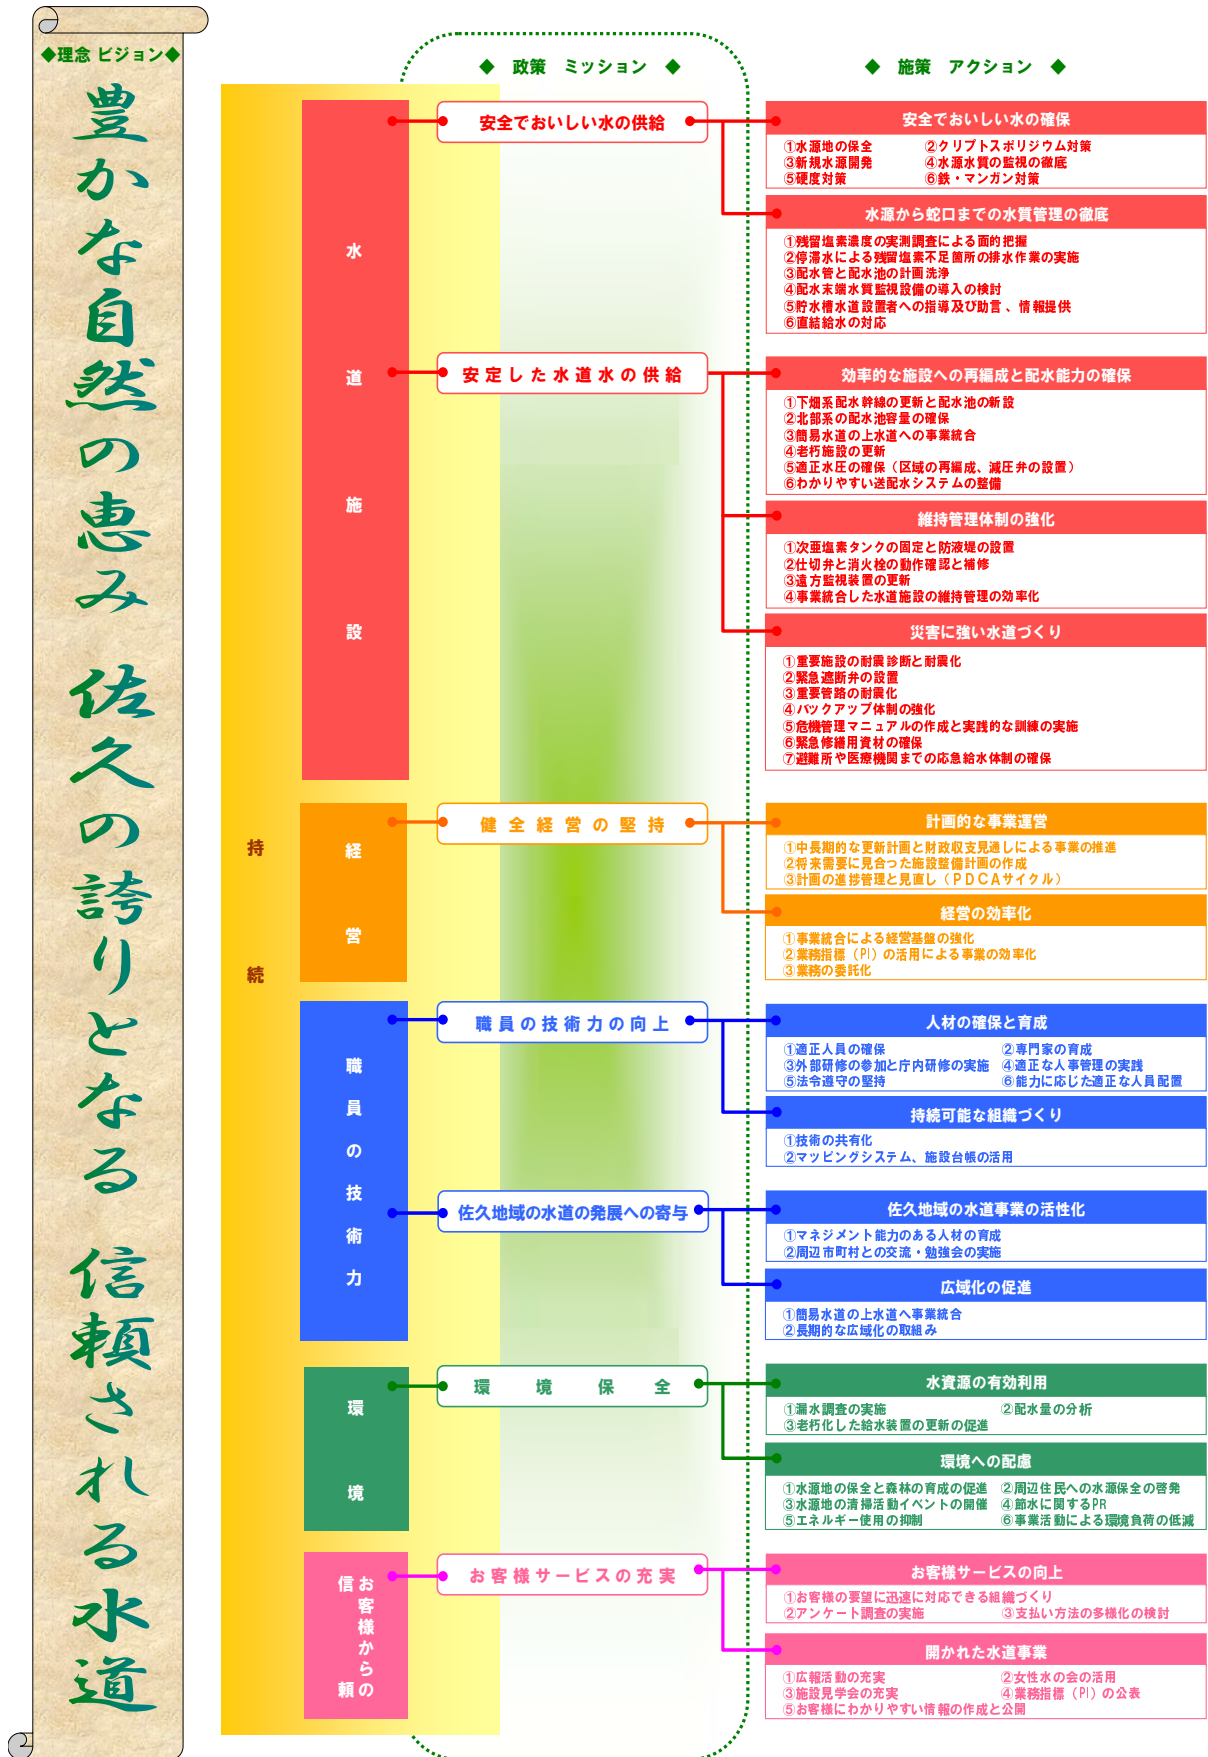 ◆理念 ビジョン◆
豊かな自然の恵み 佐久の誇りとなる 信頼される水道
◆ 政策 ミッション ◆
◆ 施策 アクション ◆
持続
水道施設
安全でおいしい水の供給
安全でおいしい水の確保
①水源地の保全 ②クリプトスポリジウム対策
③新規水源開発 ④水源水質の監視の徹底
⑤硬度対策 ⑥鉄・マンガン対策
水源から蛇口までの水質管理の徹底
①残留塩素濃度の実測調査による面的把握
②停滞水による残留塩素不足箇所の排水作業の実施
③配水管と配水池の計画洗浄
④配水末端水質監視設備の導入の検討
⑤貯水槽水道設置者への指導及び助言、情報提供
⑥直結給水の対応
安定した水道水の供給
効率的な施設への再編成と配水能力の確保
①下畑系配水幹線の更新と配水池の新設
②北部系の配水池容量の確保
③簡易水道の上水道への事業統合
④老朽施設の更新
⑤適正水圧の確保（区域の再編成、減圧弁の設置）
⑥わかりやすい送配水システムの整備
維持管理体制の強化
①次亜塩素タンクの固定と防液堤の設置
②仕切弁と消火栓の動作確認と補修
③遠方監視装置の更新
④事業統合した水道施設の維持管理の効率化
災害に強い水道づくり
①重要施設の耐震診断と耐震化
②緊急遮断弁の設置
③重要管路の耐震化
④バックアップ体制の強化
⑤危機管理マニュアルの作成と実践的な訓練の実施
⑥緊急修繕用資材の確保
⑦避難所や医療機関までの応急給水体制の確保
経営
健全経営の堅持
計画的な事業運営
①中長期的な更新計画と財政収支見通しによる事業の推進
②将来需要に見合った施設整備計画の作成
③計画の進捗管理と見直し（ＰＤＣＡサイクル）
経営の効率化
①事業統合による経営基盤の強化
②業務指標（PI）の活用による事業の効率化
③業務の委託化
職員の技術力
職員の技術力の向上
人材の確保と育成
①適正人員の確保 ②専門家の育成
③外部研修の参加と庁内研修の実施 ④適正な人事管理の実践
⑤法令遵守の堅持 ⑥能力に応じた適正な人員配置
持続可能な組織づくり
①技術の共有化
②マッピングシステム、施設台帳の活用
佐久地域の水道の発展への寄与
佐久地域の水道事業の活性化
①マネジメント能力のある人材の育成
②周辺市町村との交流・勉強会の実施
広域化の促進
①簡易水道の上水道へ事業統合
②長期的な広域化の取組み
環境
環境保全
水資源の有効利用
①漏水調査の実施 ②配水量の分析
③老朽化した給水装置の更新の促進
環境への配慮
①水源地の保全と森林の育成の促進 ②周辺住民への水源保全の啓発
③水源地の清掃活動イベントの開催 ④節水に関するPR
⑤エネルギー使用の抑制 ⑥事業活動による環境負荷の低減
お客様からの
信頼
お客様サービスの充実
お客様サービスの向上
①お客様の要望に迅速に対応できる組織づくり
②アンケート調査の実施 ③支払い方法の多様化の検討
開かれた水道事業
①広報活動の充実 ②女性水の会の活用
③施設見学会の充実 ④業務指標（PI）の公表
⑤お客様にわかりやすい情報の作成と公開